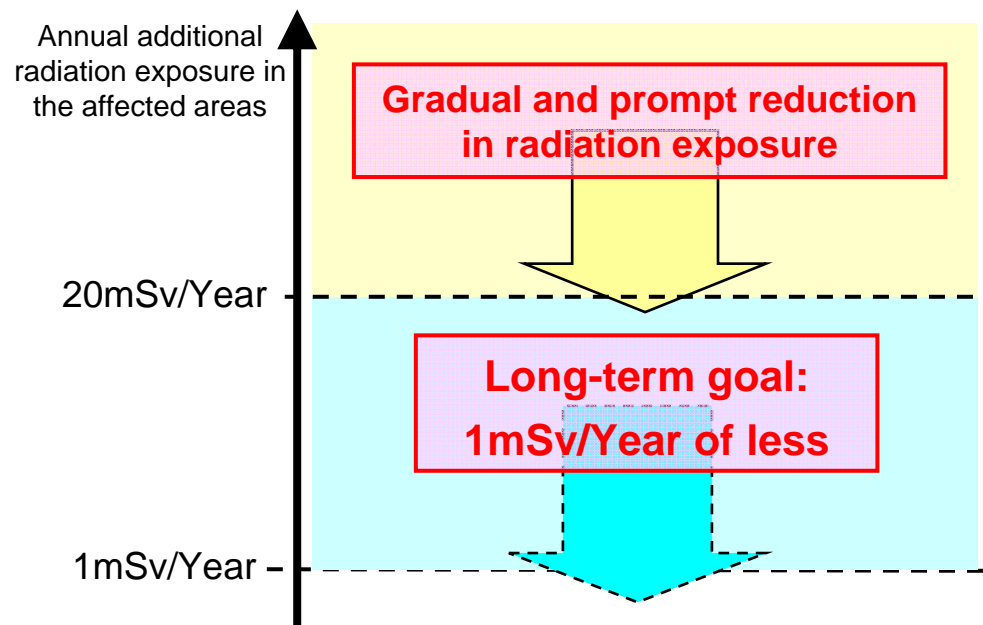 Annual additional
radiation exposure in
the affected areas
Gradual and prompt reduction
in radiation exposure
20mSv/Year
Long-term goal:
1mSv/Year of less
1mSv/Year